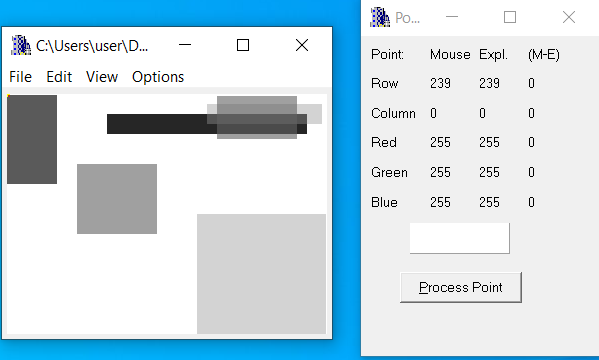 C:\Users\user\D...
File Edit View Options
Po...
Point: Mouse Expl. (M-E)
Row 239 239 0
Column 0 0 0
Red 255 255 0
Green 255 255 0
Blue 255 255 0
Process Point